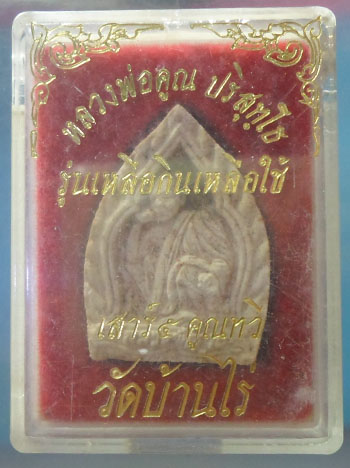 หลวงพ่อคูณ ปริสุทฺโธ
รุ่นเหลือกินเหลือใช้
เสาร์ ๕ คูณทวี
วัดบ้านไร่